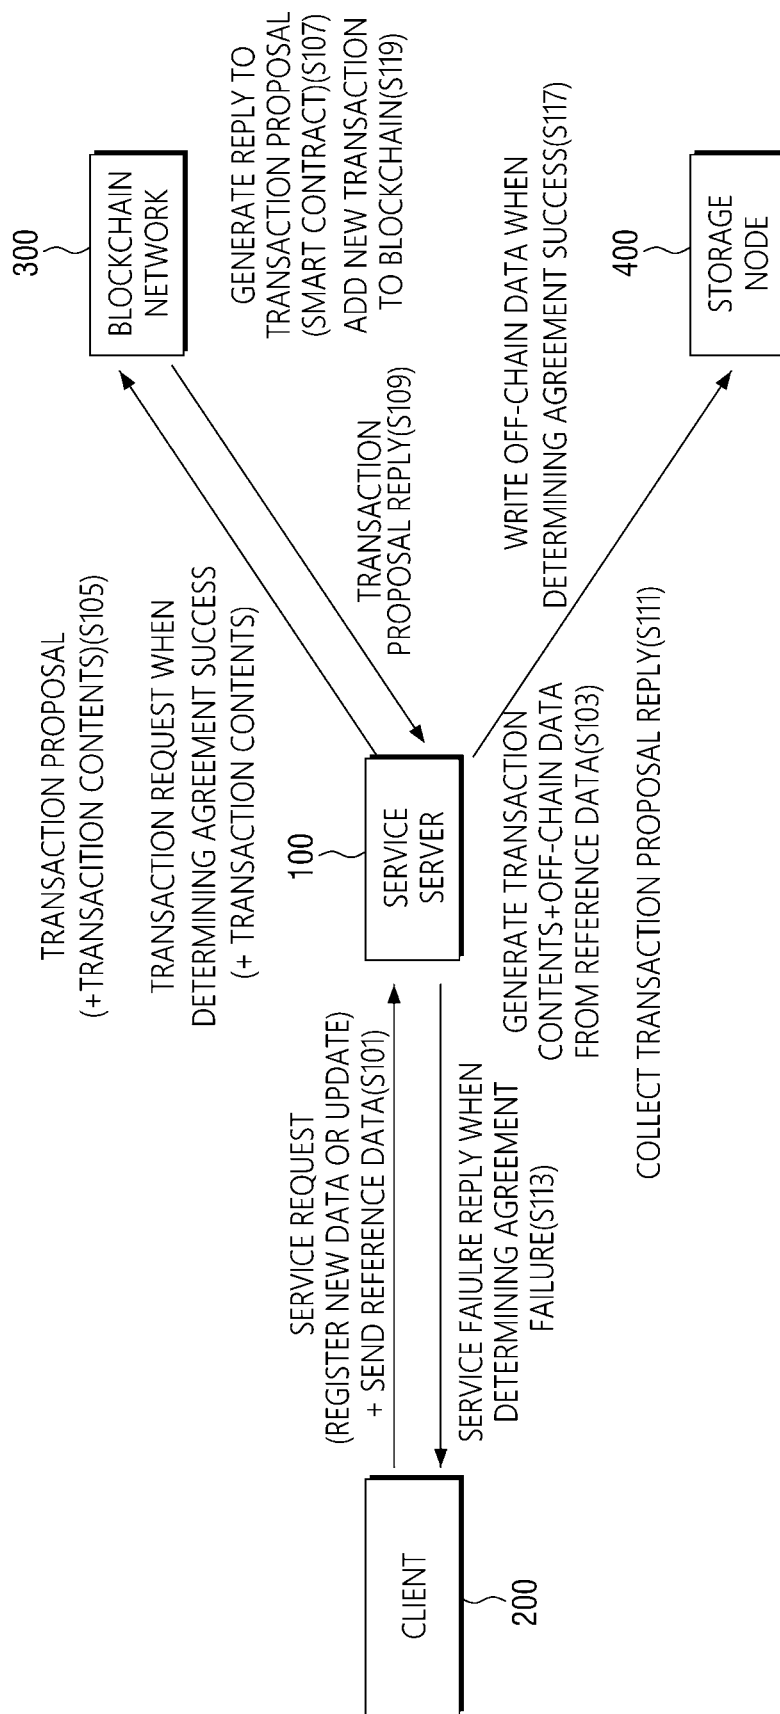 TRANSACTION PROPOSAL
(+TRANSACITION CONTENTS)(S105)
TRANSACTION REQUEST WHEN
DETERMINING AGREEMENT SUCCESS
(+ TRANSACTION CONTENTS)
300
BLOCKCHAIN
NETWORK
GENERATE REPLY TO
TRANSACTION PROPOSAL
(SMART CONTRACT)(S107)
ADD NEW TRANSACTION
TO BLOCKCHAIN(S119)
TRANSACTION
PROPOSAL REPLY(S109)
SERVICE REQUEST
(REGISTER NEW DATA OR UPDATE)
+ SEND REFERENCE DATA(S101)
100
SERVICE
SERVER
CLIENT
200
SERVICE FAIULRE REPLY WHEN
DETERMINING AGREEMENT
FAILURE(S113)
GENERATE TRANSACTION
CONTENTS+OFF-CHAIN DATA
FROM REFERENCE DATA(S103)
COLLECT TRANSACTION PROPOSAL REPLY(S111)
WRITE OFF-CHAIN DATA WHEN
DETERMINING AGREEMENT SUCCESS(S117)
400
STORAGE
NODE